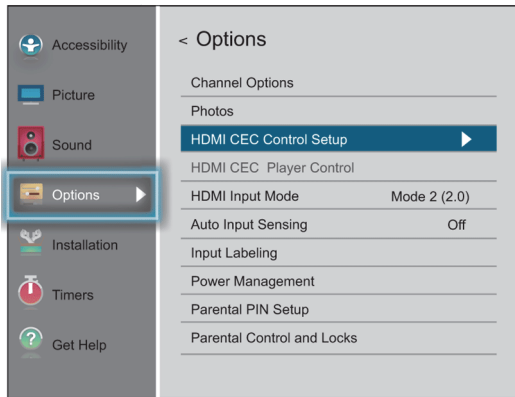 Accessibility
Picture
Sound
Options
Installation
Timers
Get Help
< Options
Channel Options
Photos
HDMI CEC Control Setup
HDMI CEC Player Control
HDMI Input Mode Mode 2 (2.0)
Auto Input Sensing Off
Input Labeling
Power Management
Parental PIN Setup
Parental Control and Locks